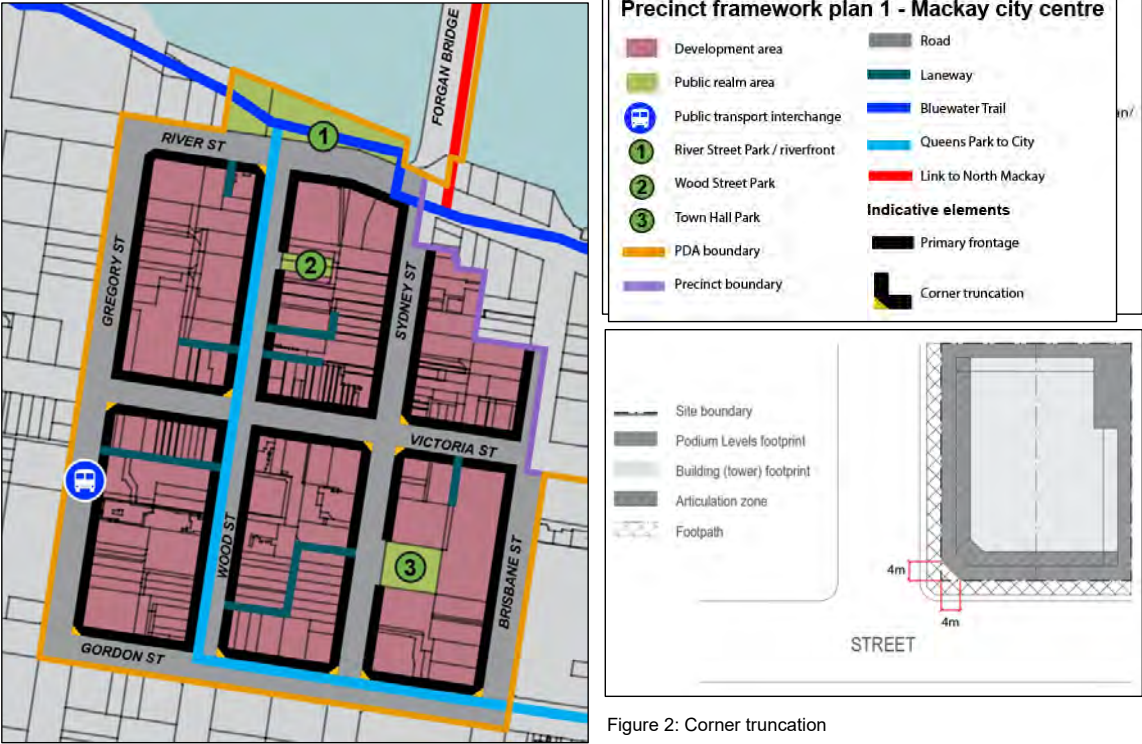 FORGAN BRIDGE
1
RIVER ST
GREGORY ST
2
SYDNEY ST
VICTORIA ST
WOOD ST
3
BRISBANE ST
GORDON ST
Precinct framework plan 1 - Mackay city centre
Development area
Public realm area
Public transport interchange
1 River Street Park / riverfront
2 Wood Street Park
3 Town Hall Park
PDA boundary
Precinct boundary
Road
Laneway
Bluewater Trail
Queens Park to City
Link to North Mackay
Indicative elements
Primary frontage
Corner truncation
Site boundary
Podium Levels footprint
Building (tower) footprint
Articulation zone
Footpath
4m
4m
STREET
Figure 2: Corner truncation